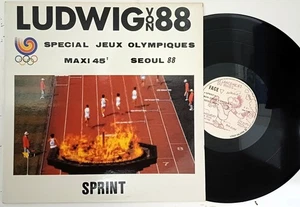 LUDWIG VON 88
SPECIAL JEUX OLYMPIQUES
MAXI 45T SEOUL 88
SPRINT
FACE